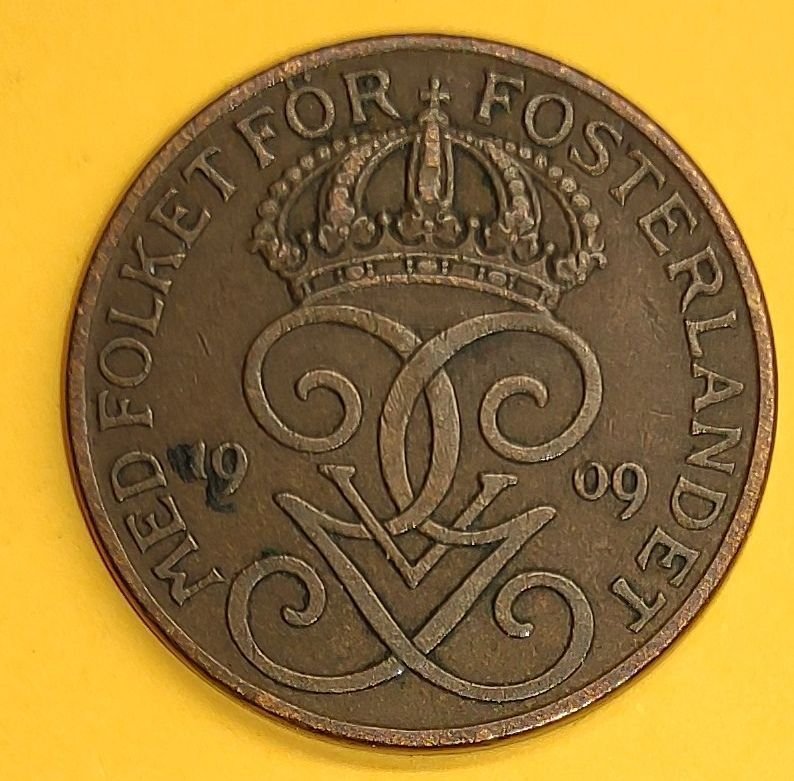 MED FOLKET FÖR FOSTERLANDET
19 09
V